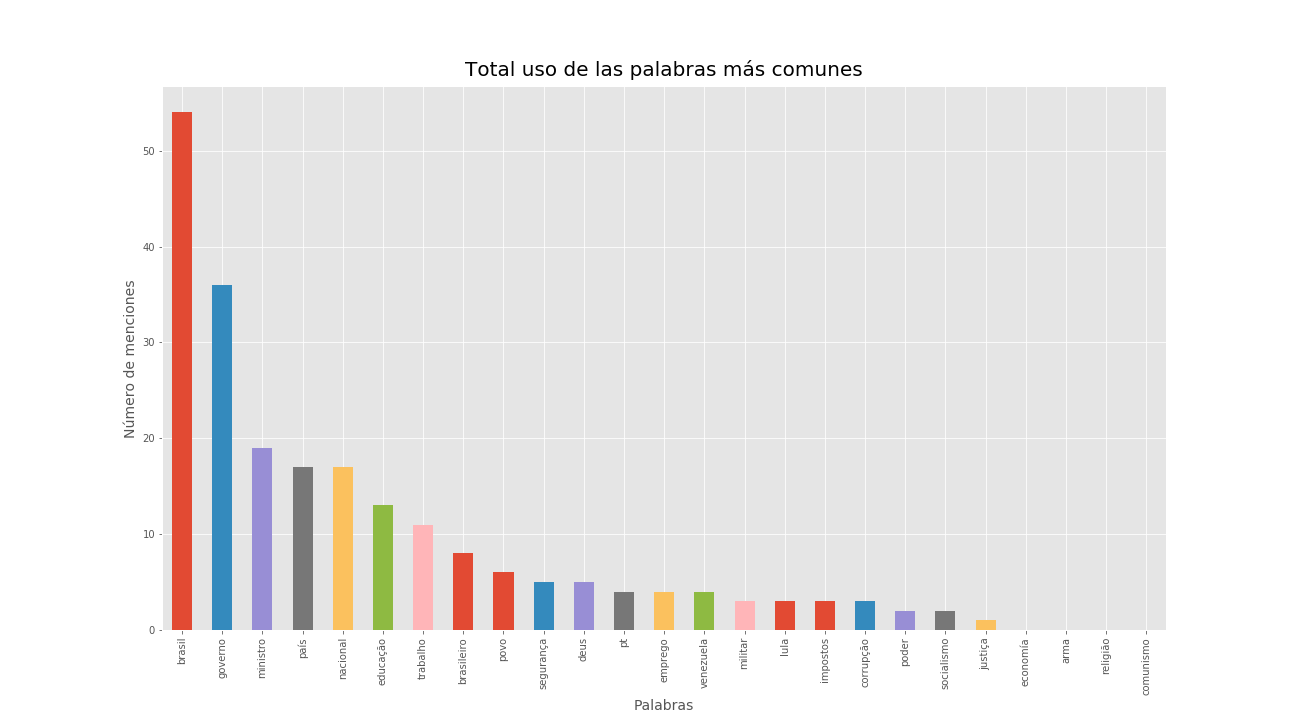 Total uso de las palabras más comunes
Número de menciones
50
40
30
20
10
0
brasil
governo
ministro
país
nacional
educação
trabalho
brasileiro
povo
segurança
deus
pt
emprego
venezuela
militar
lula
impostos
corrupção
poder
socialismo
justiça
economía
arma
religião
comunismo
Palabras